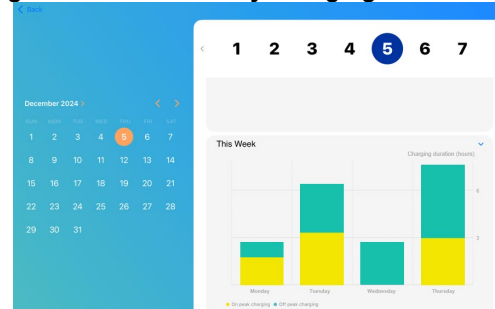 < Back
1 2 3 4 5 6 7
December 2024
SUN MON TUE WED THU FRI SAT
1 2 3 4 5 6 7
8 9 10 11 12 13 14
15 16 17 18 19 20 21
22 23 24 25 26 27 28
29 30 31
This Week
Charging duration (hours)
6
3
Monday Tuesday Wednesday Thursday
On peak charging Off peak charging